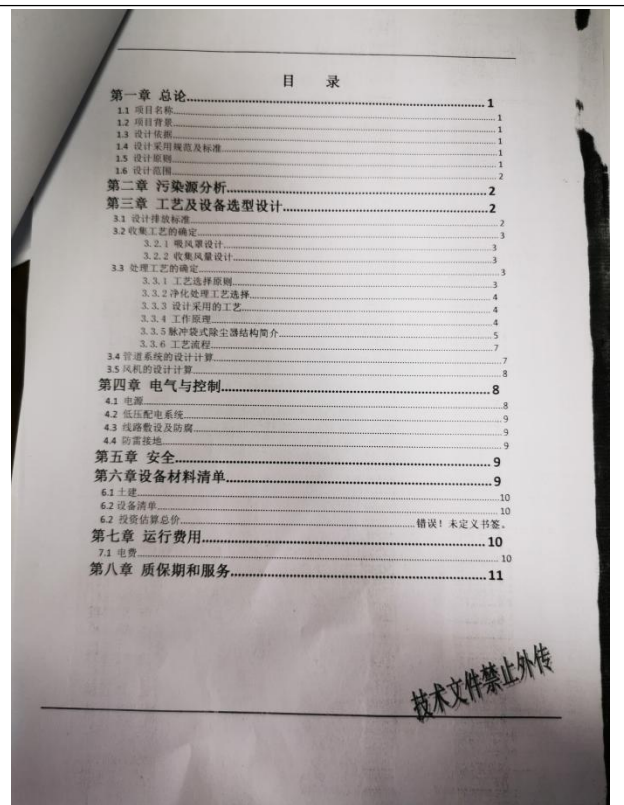 目 录
第一章 总论 1
1.1 项目名称 1
1.2 项目背景 1
1.3 设计依据 1
1.4 设计采用规范及标准 1
1.5 设计原则 1
1.6 设计范围 2
第二章 污染源分析 2
第三章 工艺及设备选型设计 2
3.1 设计排放标准 2
3.2 收集工艺的确定 3
3.2.1 吸风罩设计 3
3.2.2 收集风量设计 3
3.3 处理工艺的确定 3
3.3.1 工艺选择原则 3
3.3.2 净化处理工艺选择 4
3.3.3 设计采用的工艺 4
3.3.4 工作原理 4
3.3.5 脉冲袋式除尘器结构简介 5
3.3.6 工艺流程 7
3.4 管道系统的设计计算 7
3.5 风机的设计计算 8
第四章 电气与控制 8
4.1 电源 8
4.2 低压配电系统 9
4.3 线路敷设及防腐 9
4.4 防雷接地 9
第五章 安全 9
第六章设备材料清单 9
6.1 土建 10
6.2 设备清单 10
6.2 投资估算总价 错误！未定义书签。
第七章 运行费用 10
7.1 电费 10
第八章 质保期和服务 11
技术文件禁止外传